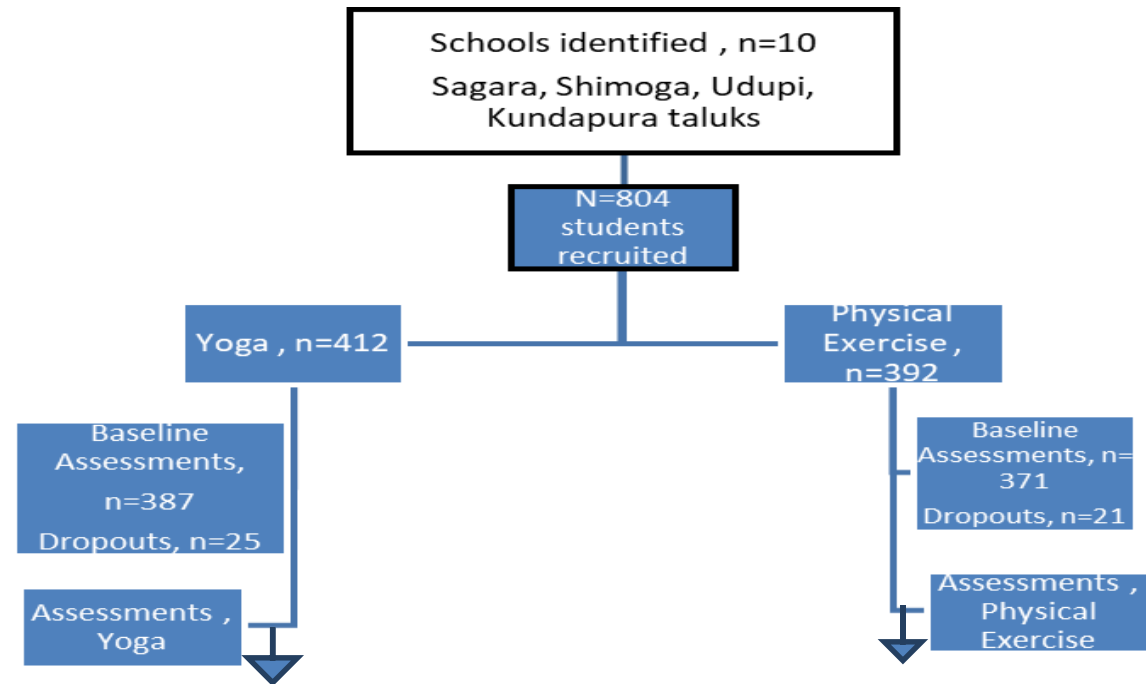 Schools identified , n=10
Sagara, Shimoga, Udupi,
Kundapura taluks
N=804
students
recruited
Yoga , n=412
Physical
Exercise ,
n=392
Baseline
Assessments,
n=387
Dropouts, n=25
Baseline
Assessments, n=
371
Dropouts, n=21
Assessments ,
Yoga
Assessments ,
Physical
Exercise